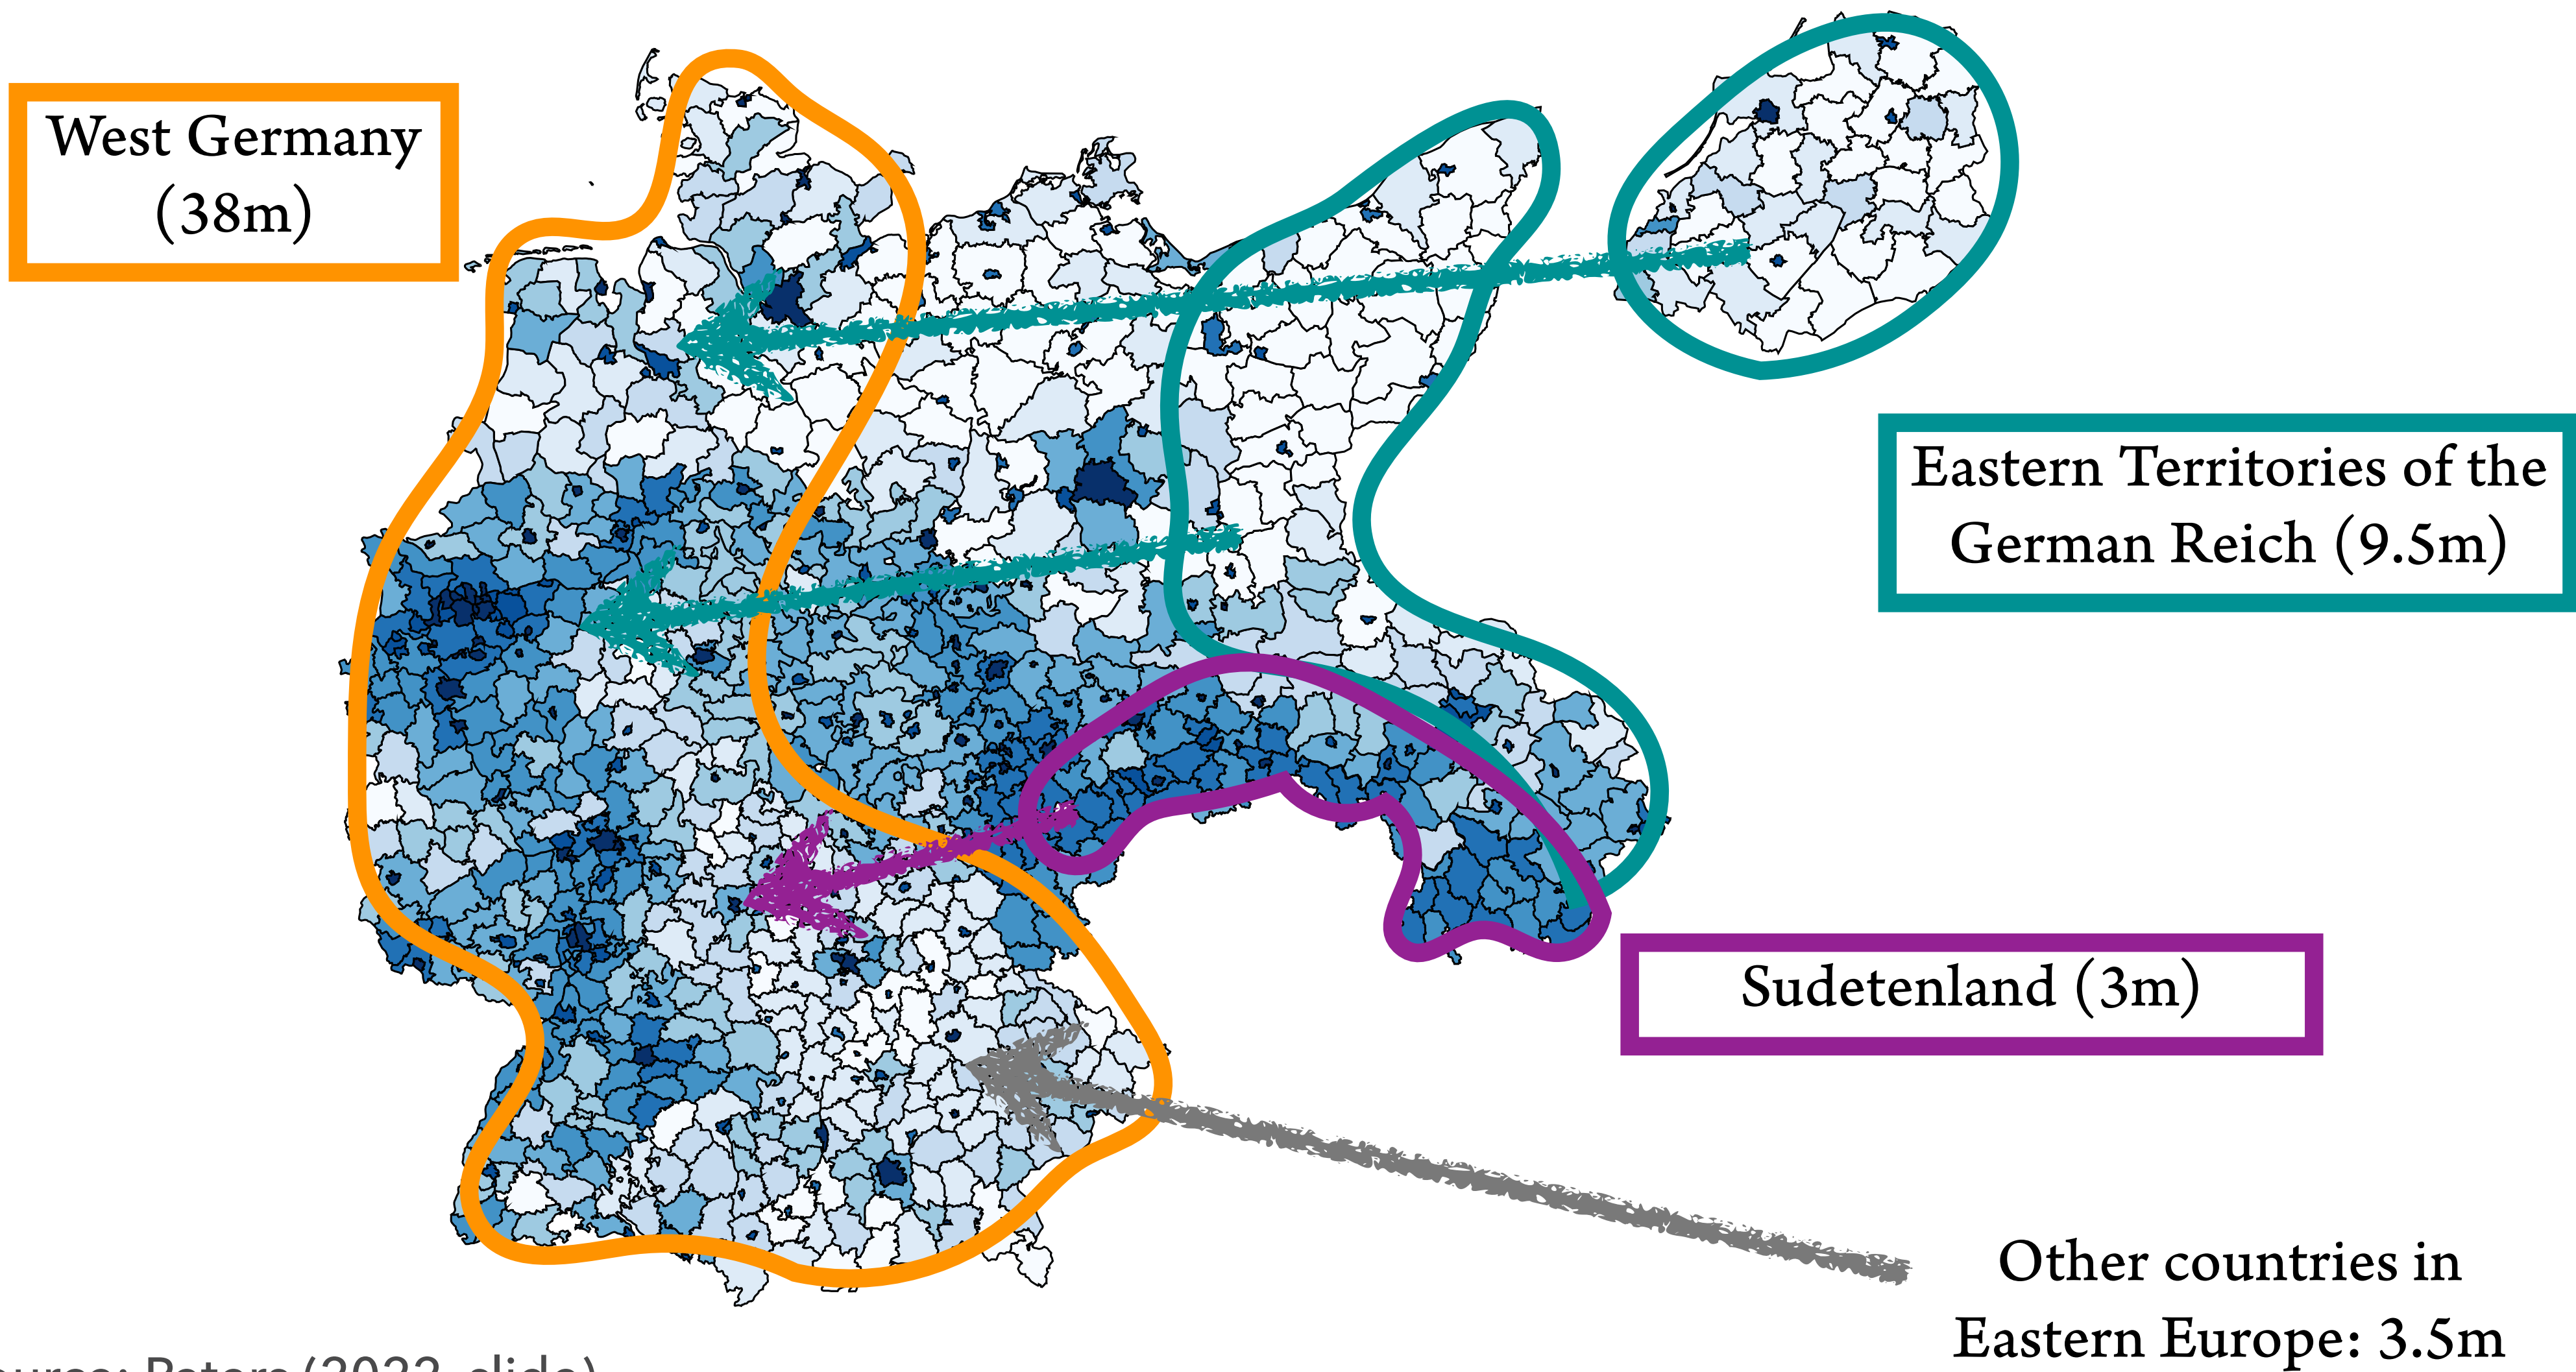 West Germany
(38m)
Eastern Territories of the
German Reich (9.5m)
Sudetenland (3m)
Other countries in
Eastern Europe: 3.5m
slide)